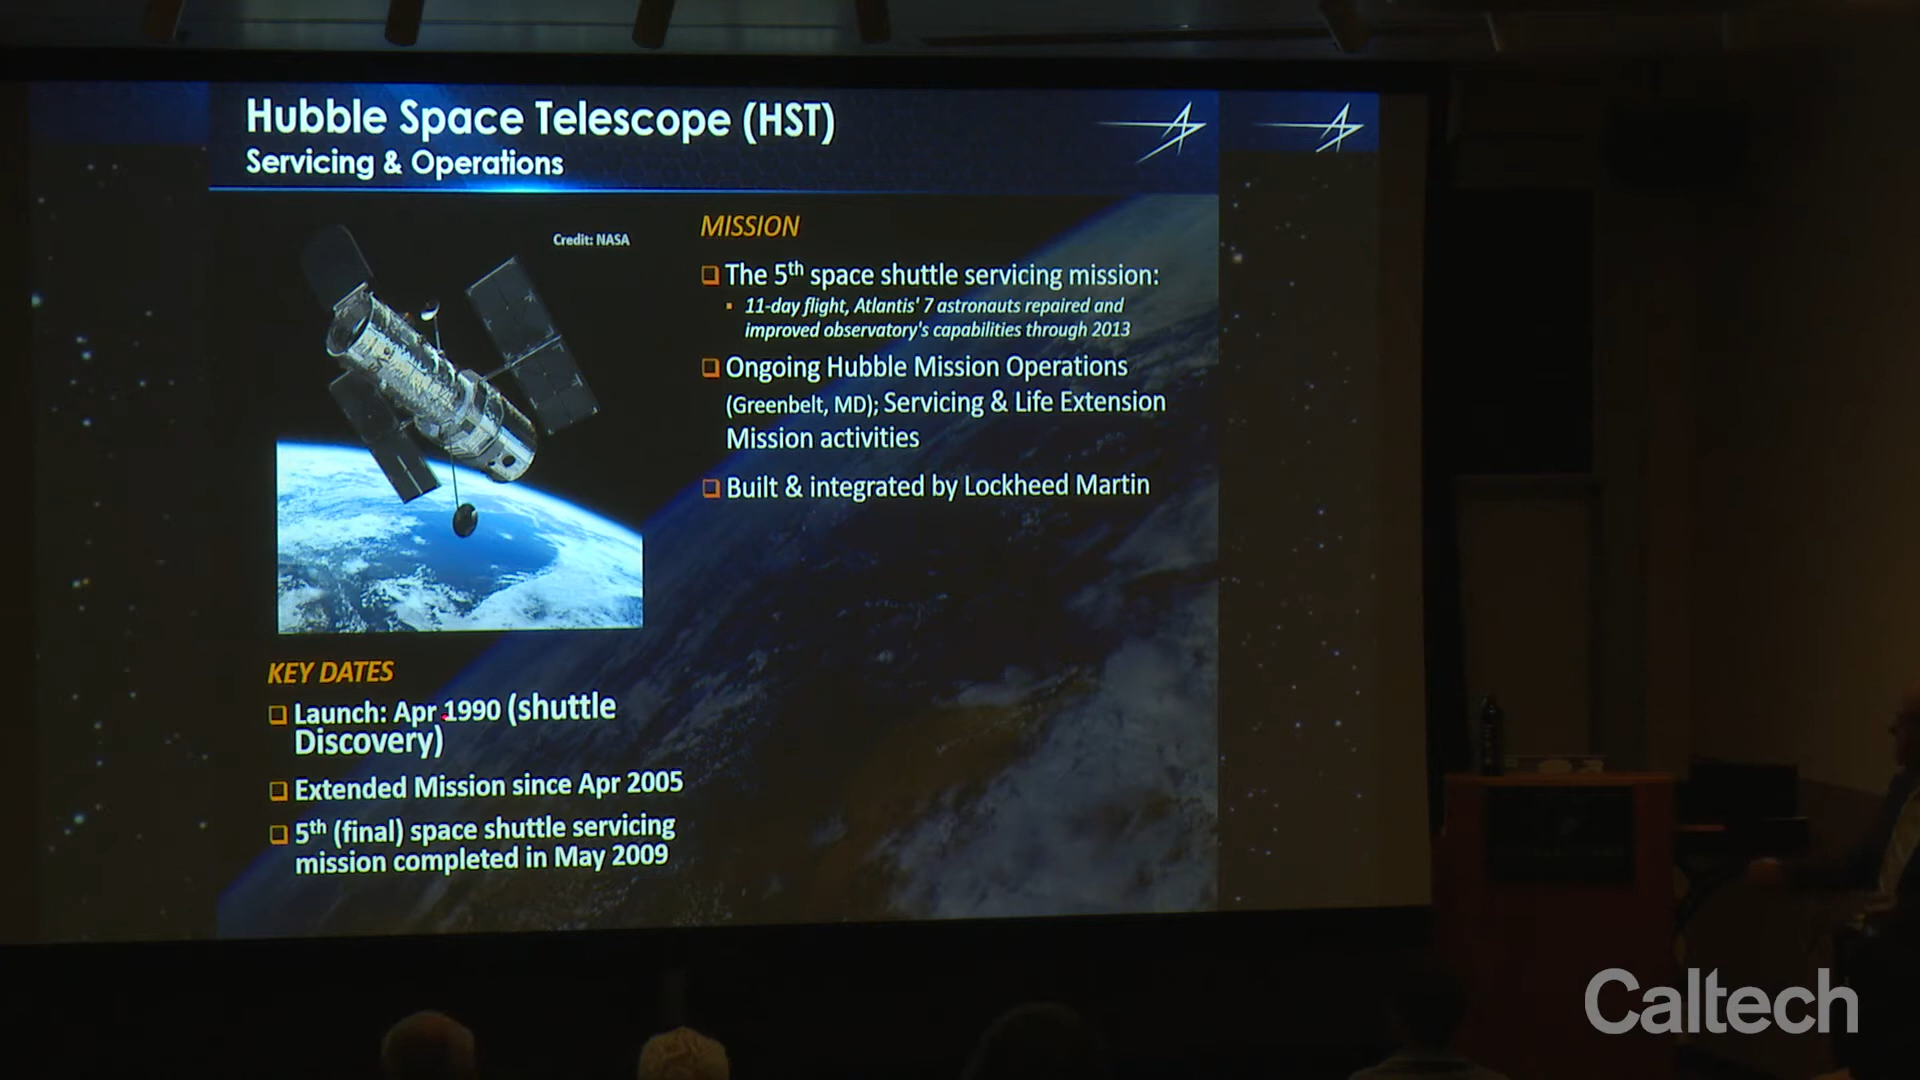 Hubble Space Telescope (HST)
Servicing & Operations
Credit: NASA
MISSION
The 5th space shuttle servicing mission:
11-day flight, Atlantis' 7 astronauts repaired and
improved observatory's capabilities through 2013
Ongoing Hubble Mission Operations
(Greenbelt, MD); Servicing & Life Extension
Mission activities
Built & integrated by Lockheed Martin
KEY DATES
Launch: Apr 1990 (shuttle
Discovery)
Extended Mission since Apr 2005
5th (final) space shuttle servicing
mission completed in May 2009
Caltech